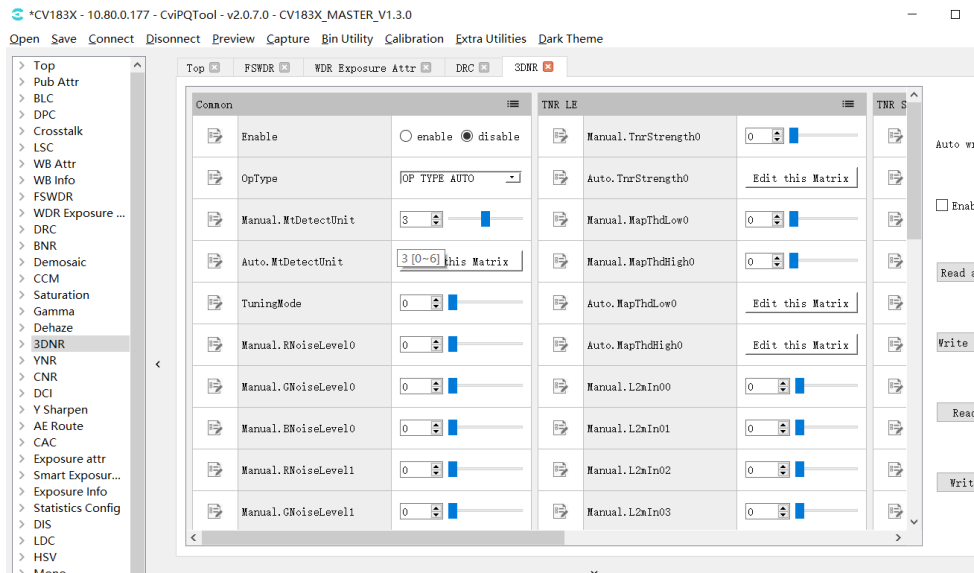 *CV183X - 10.80.0.177 - CviPQTool - v2.0.7.0 - CV183X_MASTER_V1.3.0
Open Save Connect Disonnect Preview Capture Bin Utility Calibration Extra Utilities Dark Theme
Top
Pub Attr
BLC
DPC
Crosstalk
LSC
WB Attr
WB Info
FSWDR
WDR Exposure ...
DRC
BNR
Demosaic
CCM
Saturation
Gamma
Dehaze
3DNR
YNR
CNR
DCI
Y Sharpen
AE Route
CAC
Exposure attr
Smart Exposur...
Exposure Info
Statistics Config
DIS
LDC
HSV
Mono
Top FSWDR WDR Exposure Attr DRC 3DNR
Common TNR LE TNR S
Enable enable disable Manual.TnrStrength0 0
OpType OP TYPE AUTO Auto.TnrStrength0 Edit this Matrix
Manual.MtDetectUnit 3 Manual.MapThdLow0 0
Auto.MtDetectUnit 3 [0~6] this Matrix Manual.MapThdHigh0 0
TuningMode 0 Auto.MapThdLow0 Edit this Matrix
Manual.RNoiseLevel0 0 Auto.MapThdHigh0 Edit this Matrix
Manual.GNoiseLevel0 0 Manual.L2mIn00 0
Manual.BNoiseLevel0 0 Manual.L2mIn01 0
Manual.RNoiseLevel1 0 Manual.L2mIn02 0
Manual.GNoiseLevel1 0 Manual.L2mIn03 0
Auto wr
Enab
Read a
Write
Read
Writ